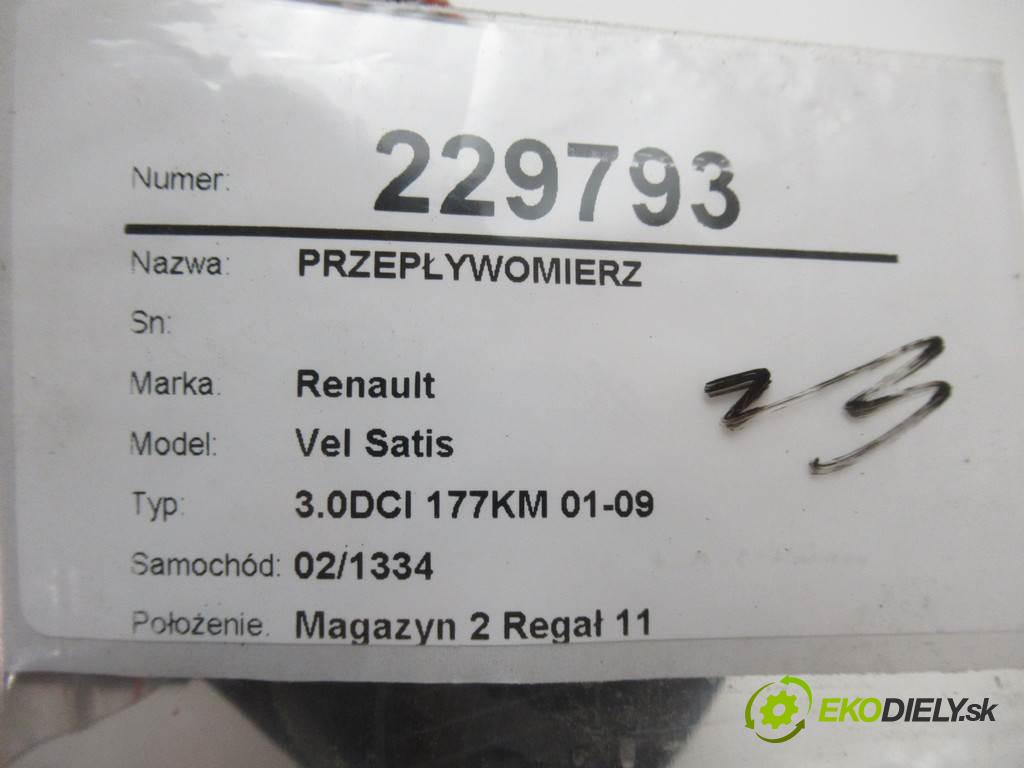 Numer: 229793
Nazwa: PRZEPŁYWOMIERZ
Sn:
Marka. Renault
Model: Vel Satis
Typ: 3.0DCI 177KM 01-09
Samochód: 02/1334
Położenie. Magazyn 2 Regał 11
23
EKODIELY.sk